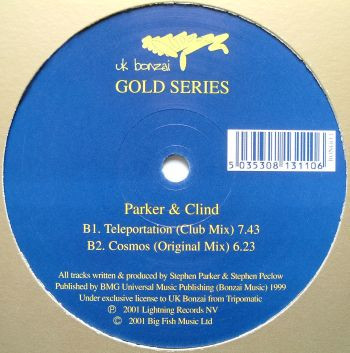 uk bonzai
GOLD SERIES
5 035308 131106
Parker & Clind
B1. Teleportation (Club Mix) 7.43
B2. Cosmos (Original Mix) 6.23
All tracks written & produced by Stephen Parker & Stephen Peclow
Published by BMG Universal Music Publishing (Bonzai Music) 1999
Under exclusive license to UK Bonzai from Tripomatic
℗ 2001 Lightning Records NV
© 2001 Big Fish Music Ltd